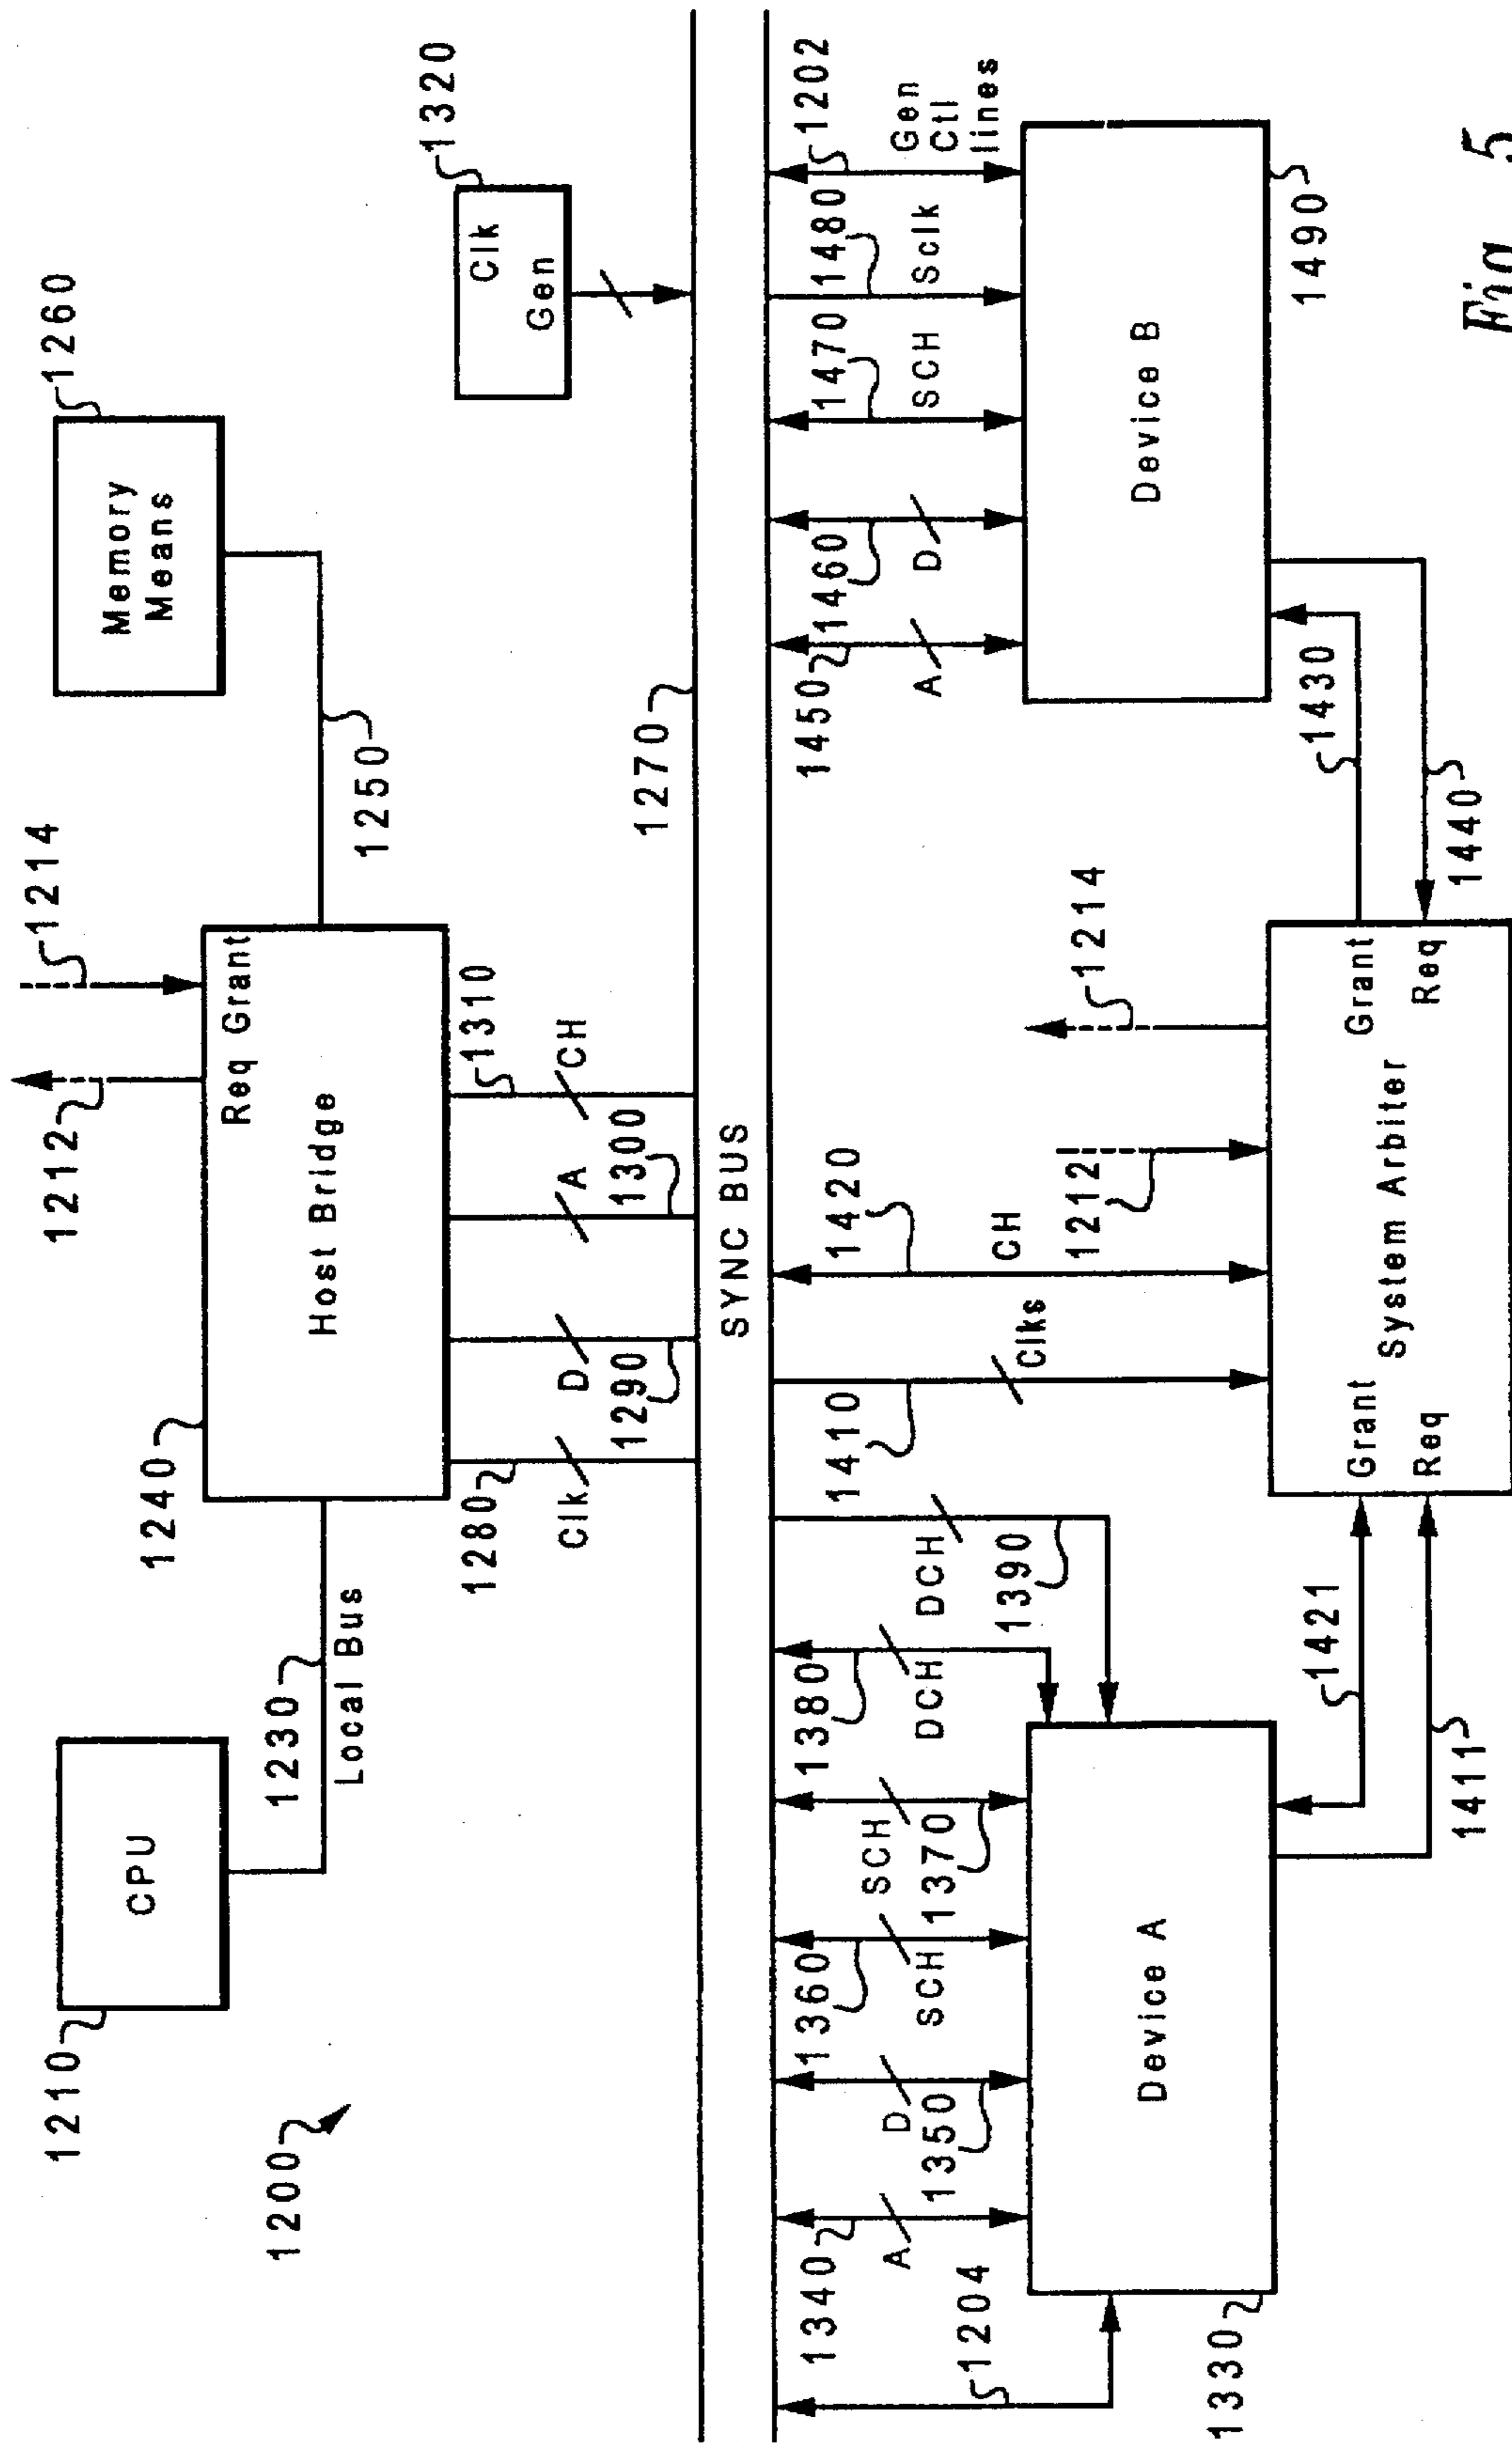 1200
1210
CPU
1230
Local Bus
1240
Host Bridge
Req Grant
1212
1214
1250
1260
Memory
Means
1320
Clk
Gen
1280
Clk
D
1290
A
1300
1310
CH
1270
SYNC BUS
1204
1340
A
D
1350
1360
SCH
SCH
1370
1380
DCH
DCH
1390
1410
Clks
1420
CH
1212
1214
1450
A
1460
D
1470
SCH
1480
Sclk
1202
Gen
Ctl
lines
1330
Device A
1421
1411
Grant
Req
System Arbiter
Grant
Req
1430
1440
Device B
1490
Fig. 5